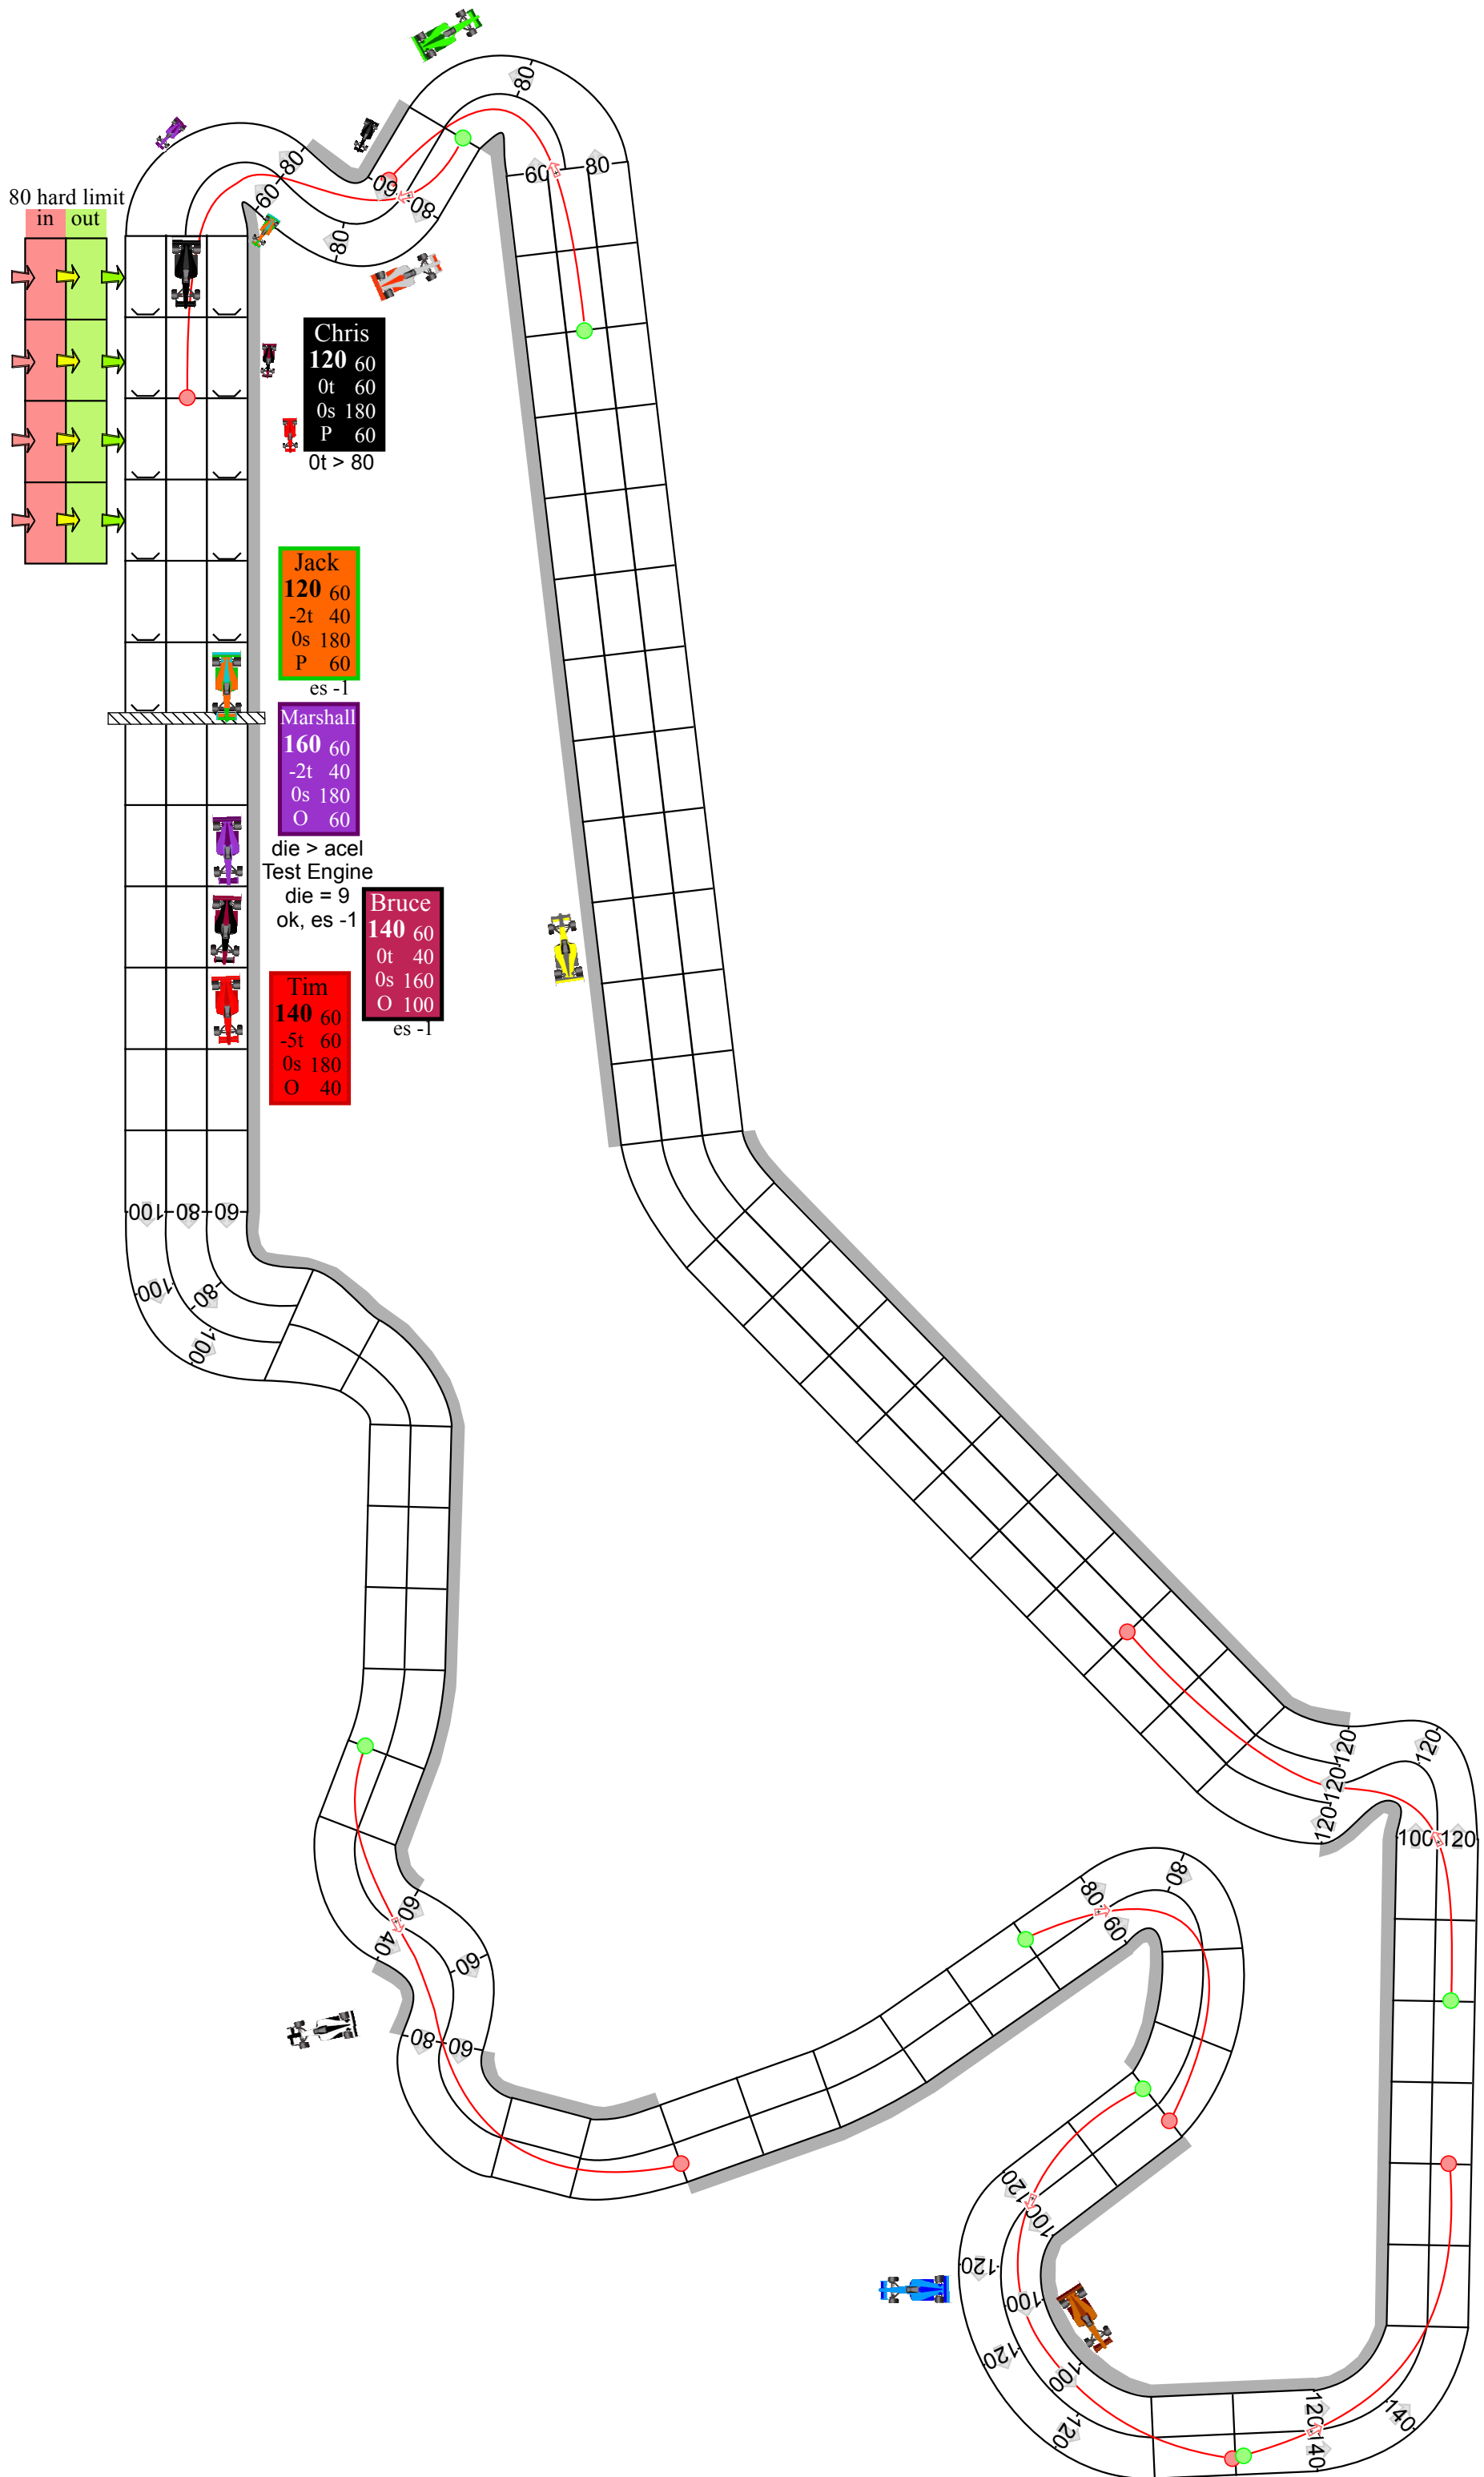 80
60
80
80
60
80
60
80
80
80 hard limit
in out
Chris
120 60
0t 60
0s 180
P 60
0t > 80
Jack
120 60
-2t 40
0s 180
P 60
es -1
Marshall
160 60
-2t 40
0s 180
O 60
die > acel
Test Engine
die = 9
ok, es -1
Bruce
140 60
0t 40
0s 160
O 100
es -1
Tim
140 60
-5t 60
0s 180
O 40
100 80 60
100
80
100
120
120
120
120
100 120
60
40
60
80 60
80
80
60
120
100
120
100
120
100
120
120
140
140